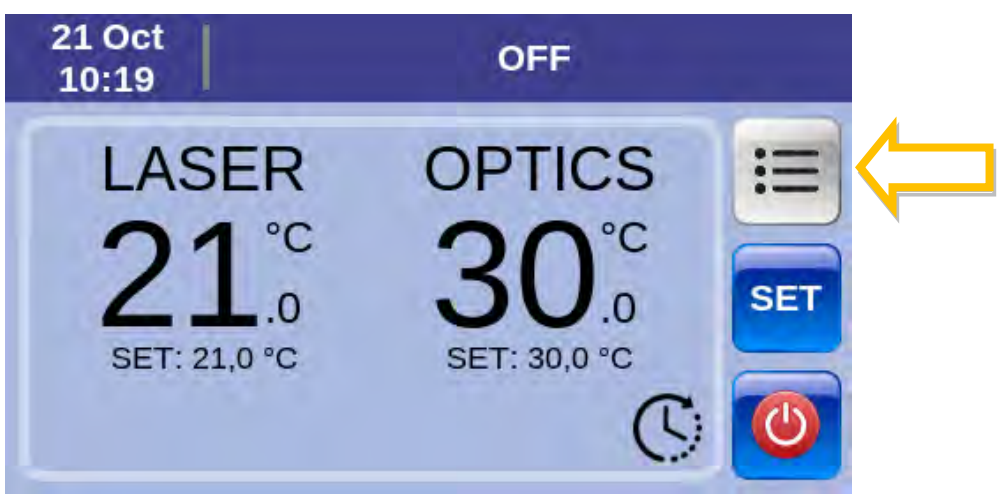 21 Oct
10:19
OFF
LASER
21.0 °C
SET: 21,0 °C
OPTICS
30.0 °C
SET: 30,0 °C
SET